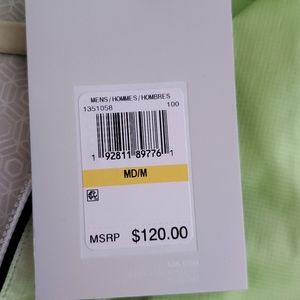 MENS/HOMMES/HOMBRES
1351058 100
1 92811 89776 1
MD/M
MSRP $120.00